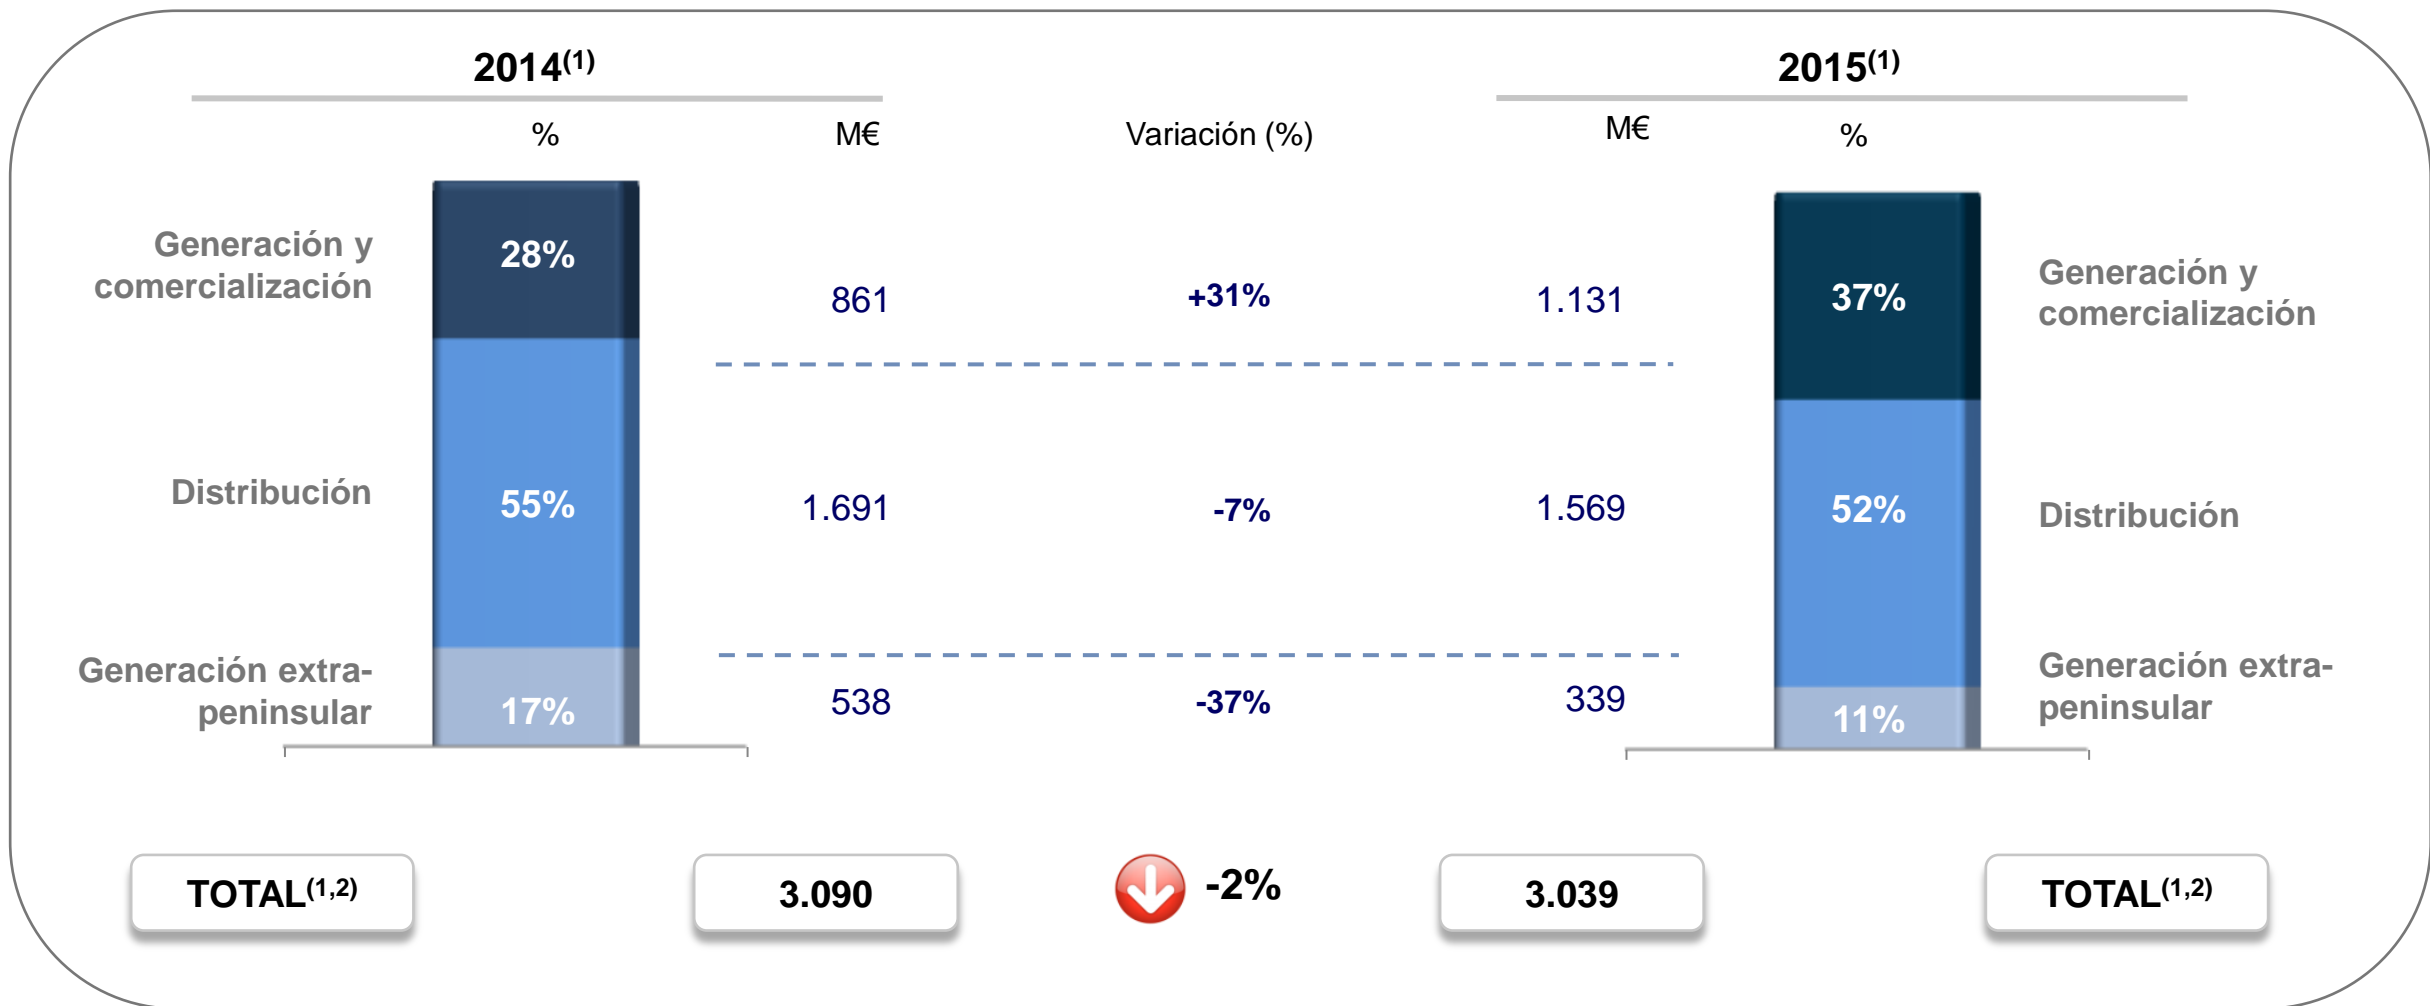 2014(1)
2015(1)
%
M€
Variación (%)
M€
%
Generación y
comercialización
28%
861
+31%
1.131
37%
Generación y
comercialización
Distribución
55%
1.691
-7%
1.569
52%
Distribución
Generación extra-
peninsular
17%
538
-37%
339
11%
Generación extra-
peninsular
TOTAL(1,2)
3.090
-2%
3.039
TOTAL(1,2)